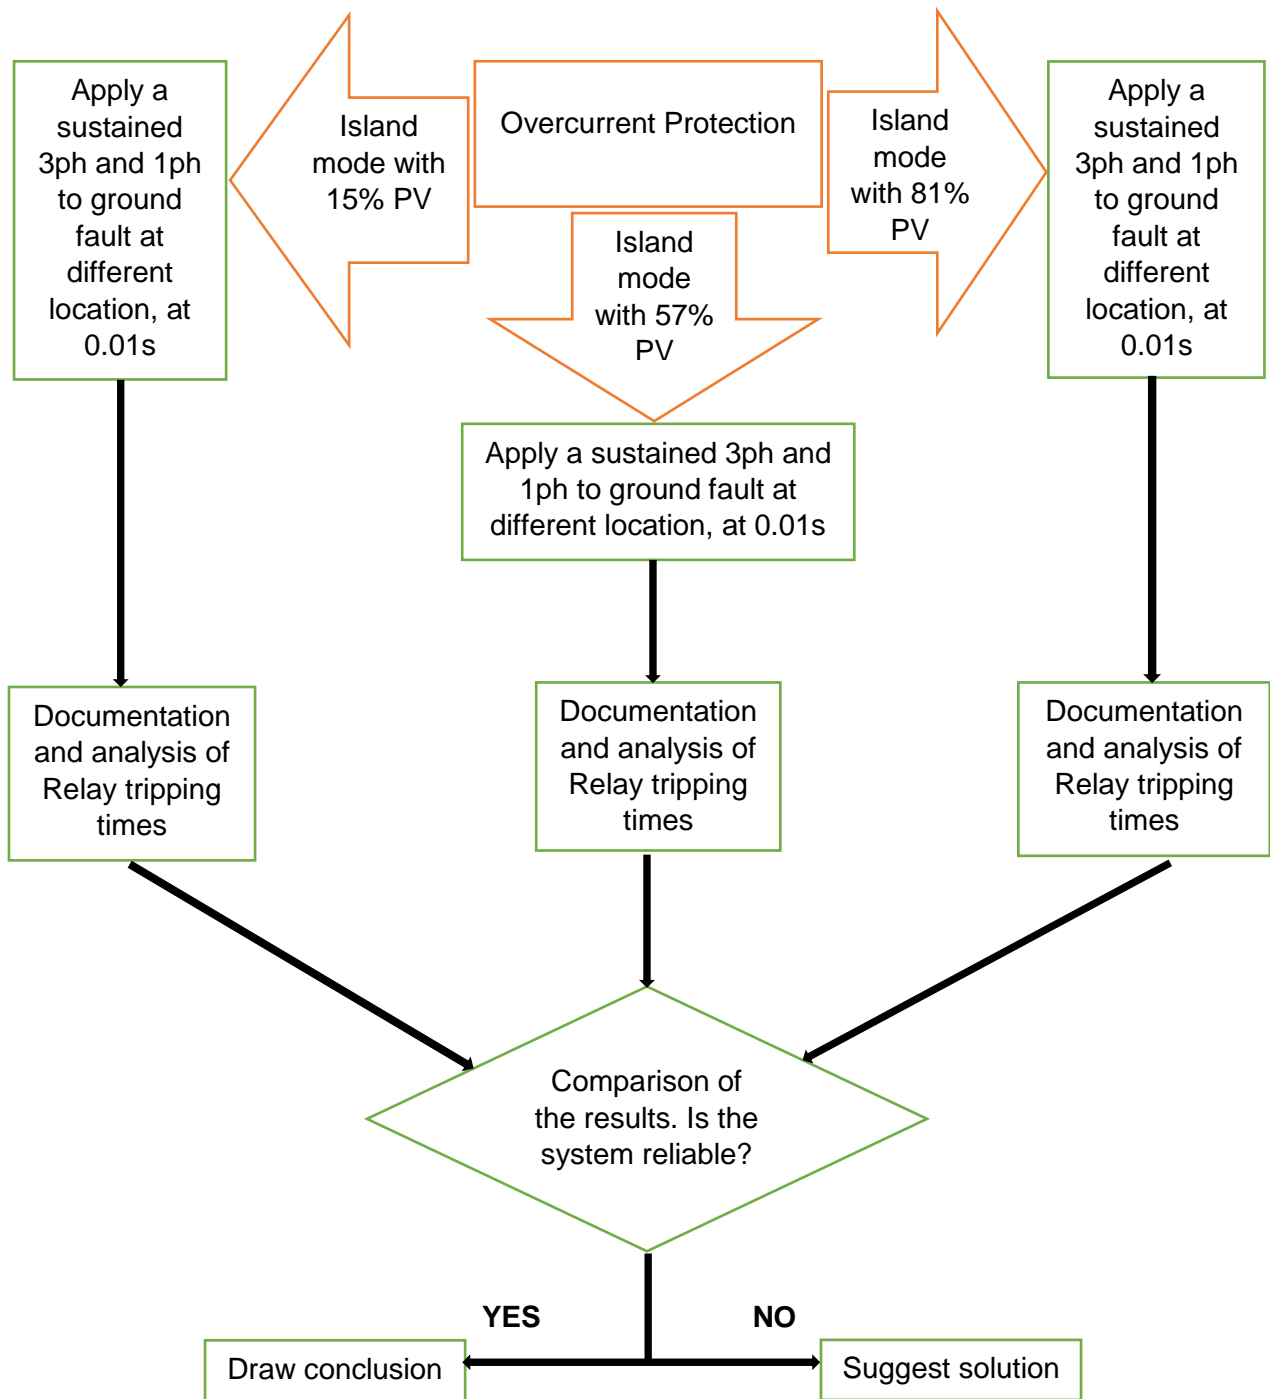 Apply a
sustained
3ph and 1ph
to ground
fault at
different
location, at
0.01s
Island
mode with
15% PV
Overcurrent Protection
Island
mode
with 81%
PV
Apply a
sustained
3ph and 1ph
to ground
fault at
different
location, at
0.01s
Island
mode
with 57%
PV
Apply a sustained 3ph and
1ph to ground fault at
different location, at 0.01s
Documentation
and analysis of
Relay tripping
times
Documentation
and analysis of
Relay tripping
times
Documentation
and analysis of
Relay tripping
times
Comparison of
the results. Is the
system reliable?
YES
NO
Draw conclusion
Suggest solution